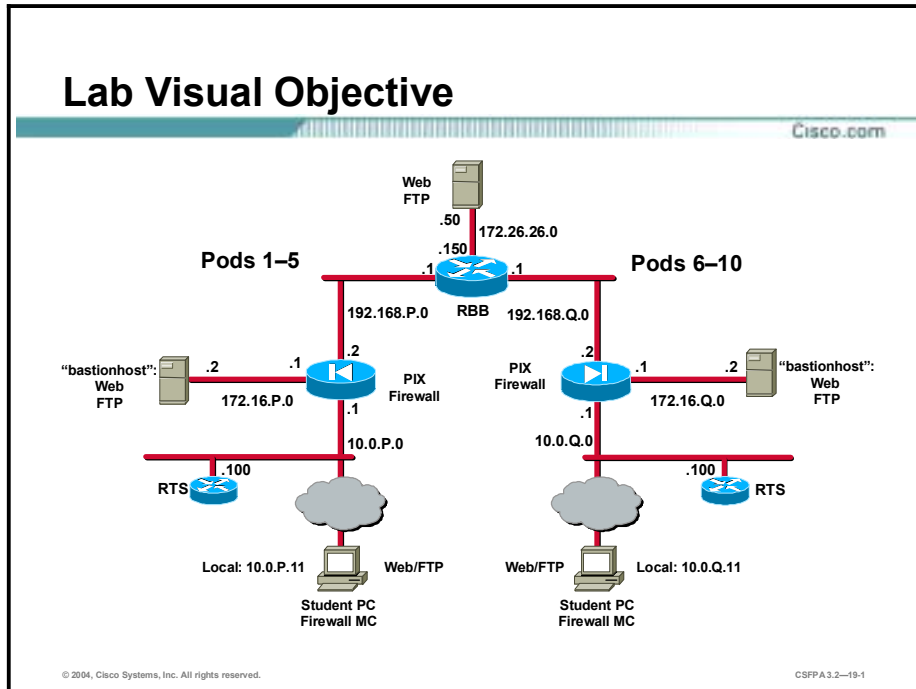 Lab Visual Objective
Cisco.com
Web
FTP
.50
172.26.26.0
.150
Pods 1–5
Pods 6–10
.1
.1
RBB
192.168.P.0
192.168.Q.0
“bastionhost”:
Web
FTP
.2
.1
.2
PIX
Firewall
172.16.P.0
.1
10.0.P.0
PIX
Firewall
.2
.1
.2
“bastionhost”:
Web
FTP
172.16.Q.0
.1
10.0.Q.0
.100
RTS
.100
RTS
Local: 10.0.P.11
Web/FTP
Student PC
Firewall MC
Web/FTP
Local: 10.0.Q.11
Student PC
Firewall MC
© 2004, Cisco Systems, Inc. All rights reserved.
CSFPA 3.2—19-1